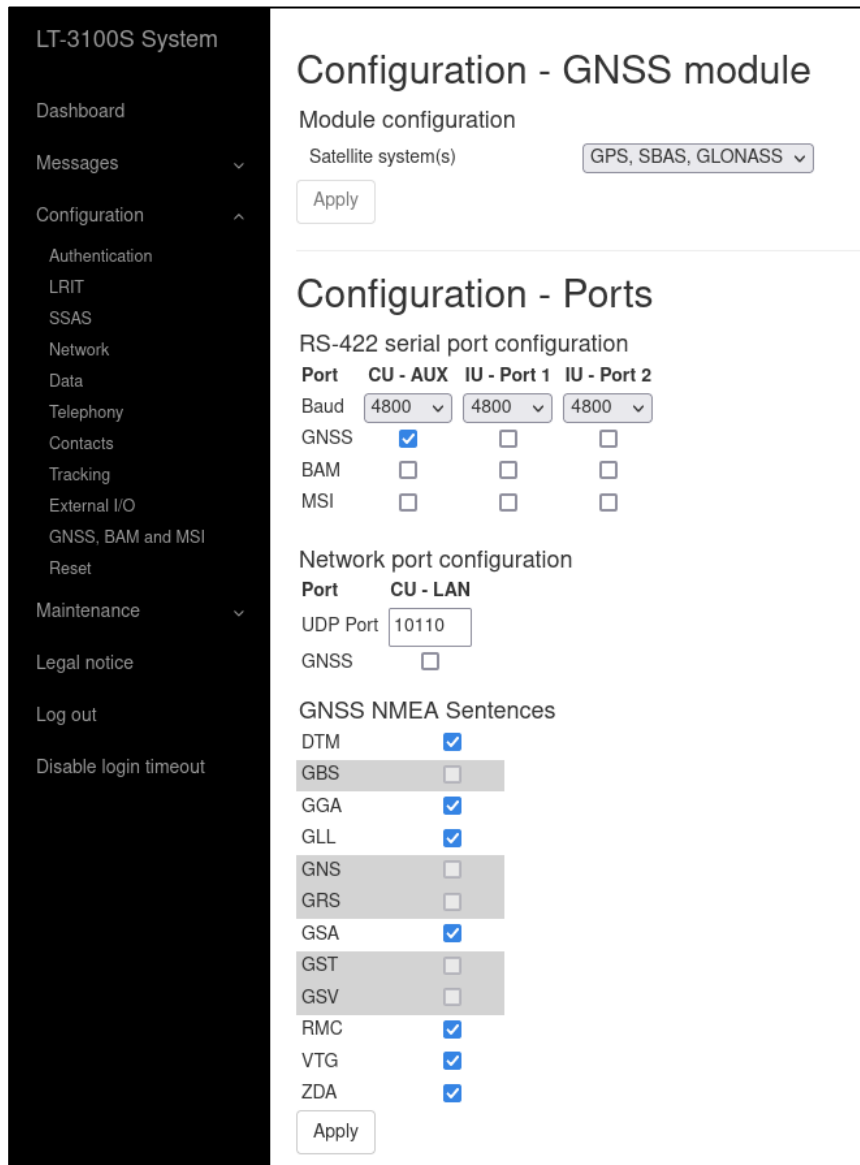 LT-3100S System
Dashboard
Messages
Configuration
Authentication
LRIT
SSAS
Network
Data
Telephony
Contacts
Tracking
External I/O
GNSS, BAM and MSI
Reset
Maintenance
Legal notice
Log out
Disable login timeout
Configuration - GNSS module
Module configuration
Satellite system(s) GPS, SBAS, GLONASS
Apply
Configuration - Ports
RS-422 serial port configuration
Port CU - AUX IU - Port 1 IU - Port 2
Baud 4800 4800 4800
GNSS
BAM
MSI
Network port configuration
Port CU - LAN
UDP Port 10110
GNSS
GNSS NMEA Sentences
DTM
GBS
GGA
GLL
GNS
GRS
GSA
GST
GSV
RMC
VTG
ZDA
Apply